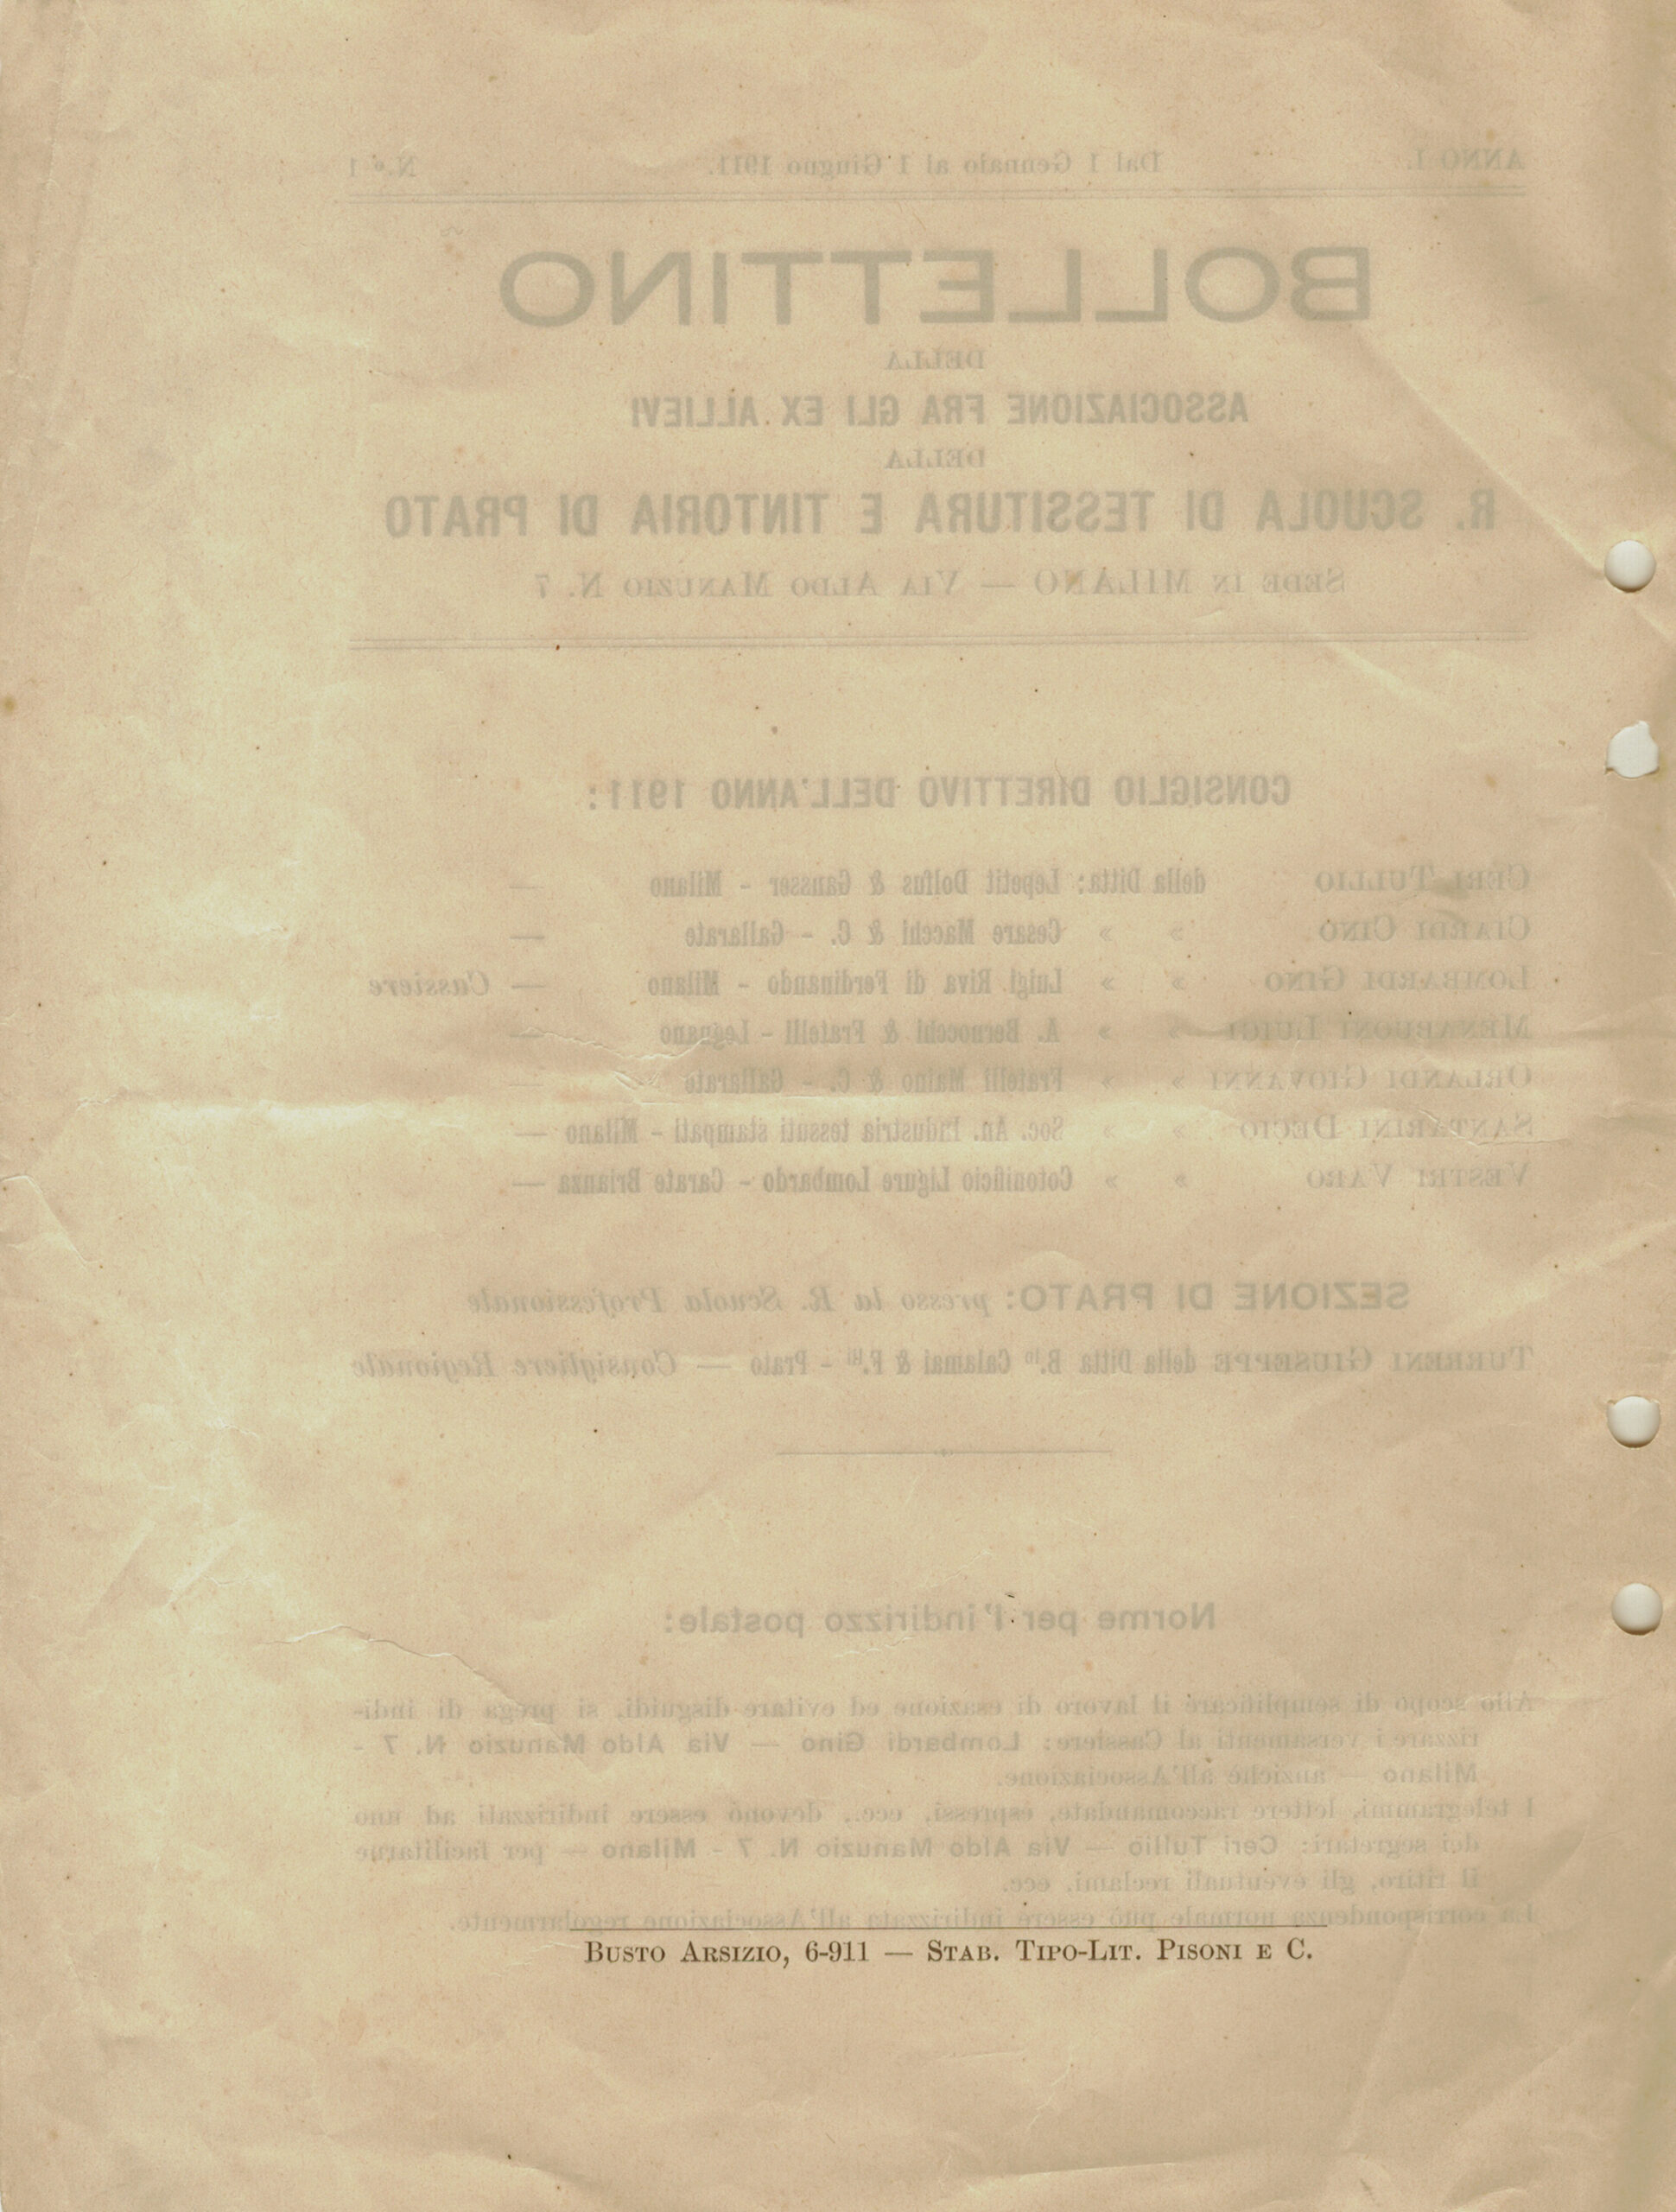 ANNO I. Dal 1 Gennaio al 1 Giugno 1911. N.º 1
BOLLETTINO
DELLA
ASSOCIAZIONE FRA GLI EX ALLIEVI
DELLA
R. SCUOLA DI TESSITURA E TINTORIA DI PRATO
SEDE IN MILANO — VIA ALDO MANUZIO N. 7
CONSIGLIO DIRETTIVO DELL'ANNO 1911:
CERI TULLIO della Ditta: Lepetit Dolfus & Gansser - Milano —
CIARDI CINO » » Cesare Macchi & C. - Gallarate —
LOMBARDI GINO » » Luigi Riva di Ferdinando - Milano — Cassiere
MENABUONI LUIGI » » A. Bernocchi & Fratelli - Legnano —
ORLANDI GIOVANNI » » Fratelli Maino & C. - Gallarate —
SANTARINI DECIO » » Soc. An. Industria tessuti stampati - Milano —
VESTRI VARO » » Cotonificio Ligure Lombardo - Carate Brianza —
SEZIONE DI PRATO: presso la R. Scuola Professionale
TURRENI GIUSEPPE della Ditta B.to Calamai & F.lli - Prato — Consigliere Regionale
Norme per l'indirizzo postale:
Allo scopo di semplificare il lavoro di esazione ed evitare disguidi, si prega di indi-
rizzare i versamenti al Cassiere: Lombardi Gino — Via Aldo Manuzio N. 7 -
Milano — anzichè all'Associazione.
I telegrammi, lettere raccomandate, espressi, ecc., devono essere indirizzati ad uno
dei segretari: Ceri Tullio — Via Aldo Manuzio N. 7 - Milano — per facilitarne
il ritiro, gli eventuali reclami, ecc.
La corrispondenza normale può essere indirizzata all'Associazione regolarmente.
BUSTO ARSIZIO, 6-911 — STAB. TIPO-LIT. PISONI E C.